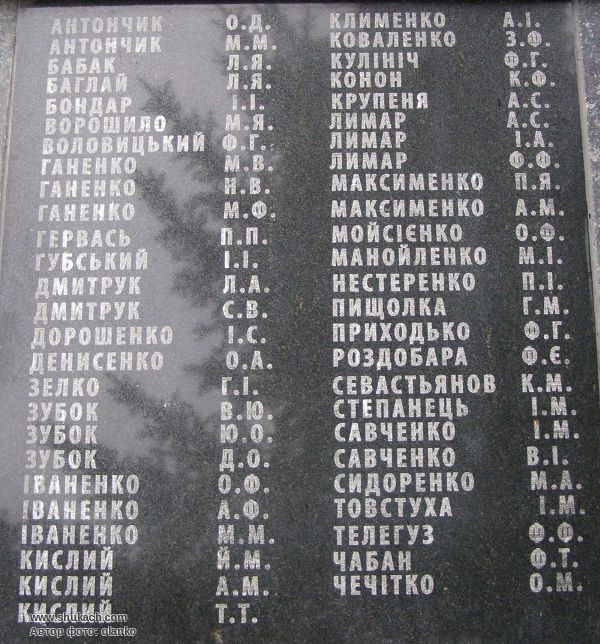 АНТОНЧИК О.Д.
АНТОНЧИК М.М.
БАБАК Л.Я.
БАГЛАЙ Л.Я.
БОНДАР І.І.
ВОРОШИЛО М.Я.
ВОЛОВИЦЬКИЙ Ф.Г.
ГАНЕНКО М.В.
ГАНЕНКО Н.В.
ГАНЕНКО М.Ф.
ГЕРВАСЬ П.П.
ГУБСЬКИЙ І.І.
ДМИТРУК Л.А.
ДМИТРУК С.В.
ДОРОШЕНКО І.С.
ДЕНИСЕНКО О.А.
ЗЕЛКО Г.І.
ЗУБОК В.Ю.
ЗУБОК Ю.О.
ЗУБОК Д.О.
ІВАНЕНКО О.Ф.
ІВАНЕНКО А.Ф.
ІВАНЕНКО М.М.
КИСЛИЙ Й.М.
КИСЛИЙ А.М.
КИСЛИЙ Т.Т.
КЛИМЕНКО А.І.
КОВАЛЕНКО З.Ф.
КУЛІНІЧ Ф.Г.
КОНОН К.Ф.
КРУПЕНЯ А.С.
ЛИМАР А.С.
ЛИМАР І.А.
ЛИМАР Ф.Ф.
МАКСИМЕНКО П.Я.
МАКСИМЕНКО А.М.
МОЙСІЄНКО О.Ф.
МАНОЙЛЕНКО М.І.
НЕСТЕРЕНКО П.І.
ПИЩОЛКА Г.М.
ПРИХОДЬКО Ф.Г.
РОЗДОБАРА Ф.Є.
СЕВАСТЬЯНОВ К.М.
СТЕПАНЕЦЬ І.М.
САВЧЕНКО І.М.
САВЧЕНКО В.І.
СИДОРЕНКО М.А.
ТОВСТУХА І.М.
ТЕЛЕГУЗ Ф.Ф.
ЧАБАН Ф.Т.
ЧЕЧІТКО О.М.
www.shukach.com
Автор фото: olanko